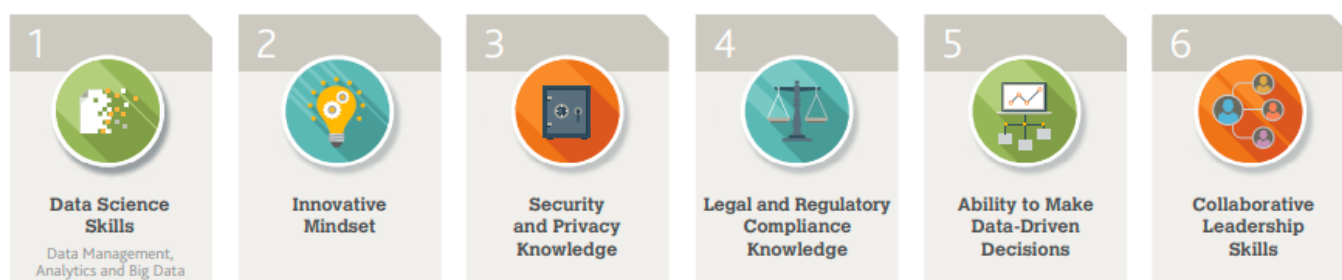 1
Data Science
Skills
Data Management,
Analytics and Big Data
2
Innovative
Mindset
3
Security
and Privacy
Knowledge
4
Legal and Regulatory
Compliance
Knowledge
5
Ability to Make
Data-Driven
Decisions
6
Collaborative
Leadership
Skills